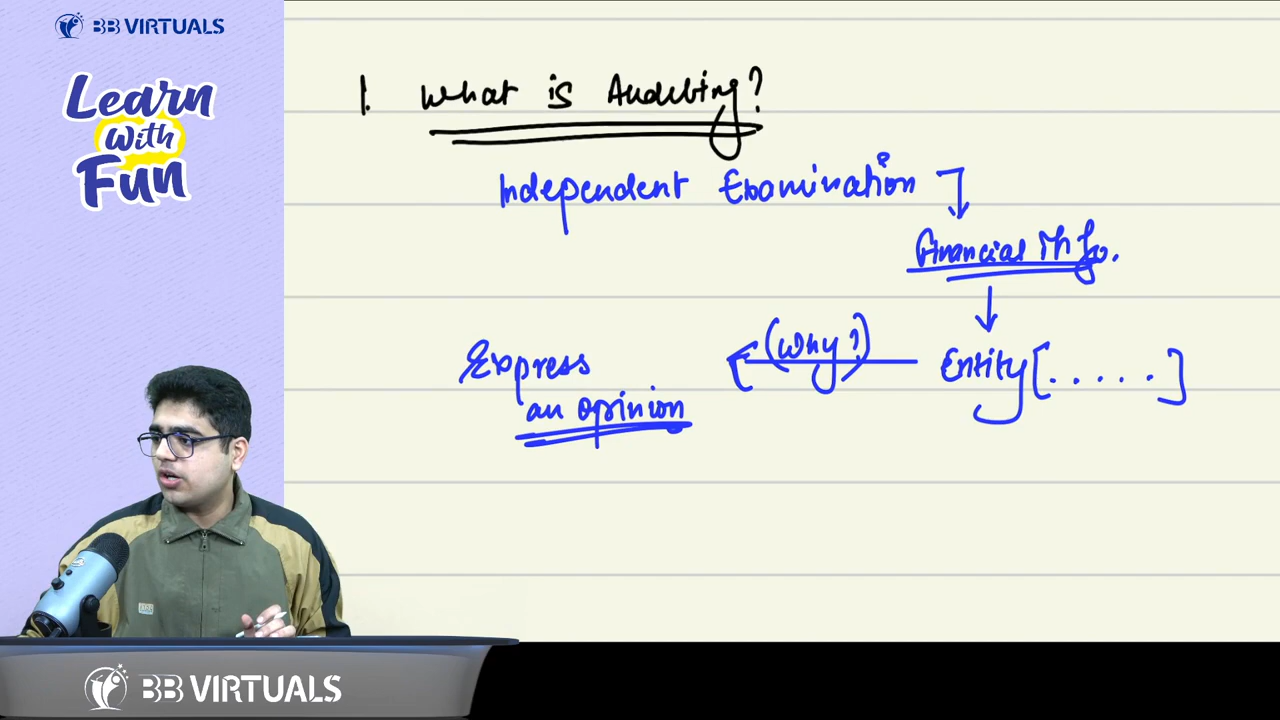 BB VIRTUALS
Learn
With
Fun
1. What is Auditing?
Independent Examination
Financial Info.
Entity [.....]
(Why?)
Express
an opinion
BB VIRTUALS